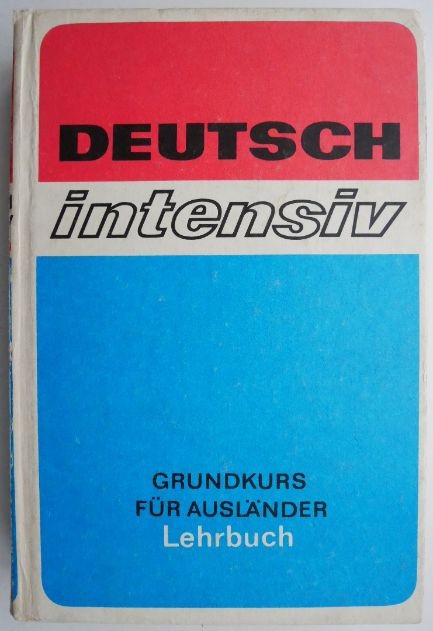 DEUTSCH
intensiv
GRUNDKURS
FÜR AUSLÄNDER
Lehrbuch